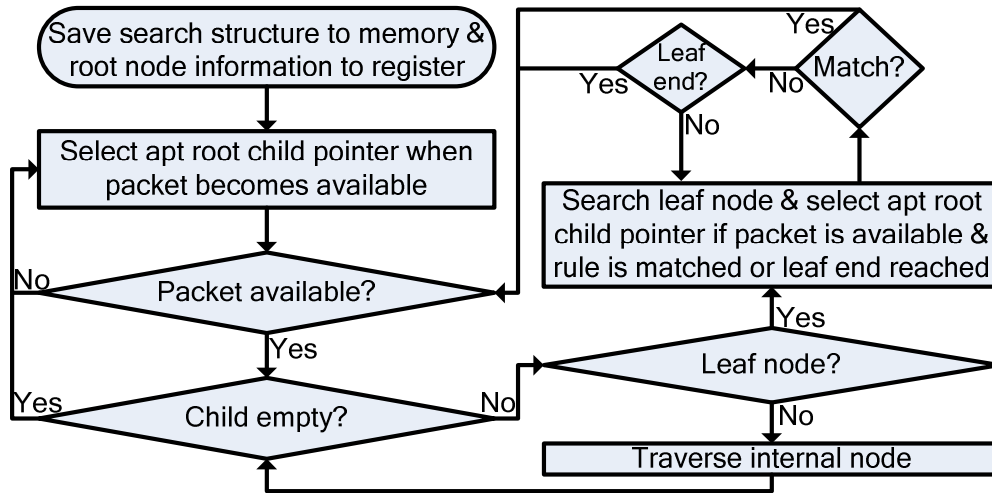 Save search structure to memory &
root node information to register
Select apt root child pointer when
packet becomes available
Packet available?
No
Yes
Child empty?
Yes
No
Leaf node?
Yes
No
Traverse internal node
Search leaf node & select apt root
child pointer if packet is available &
rule is matched or leaf end reached
Match?
Yes
No
Leaf
end?
Yes
No